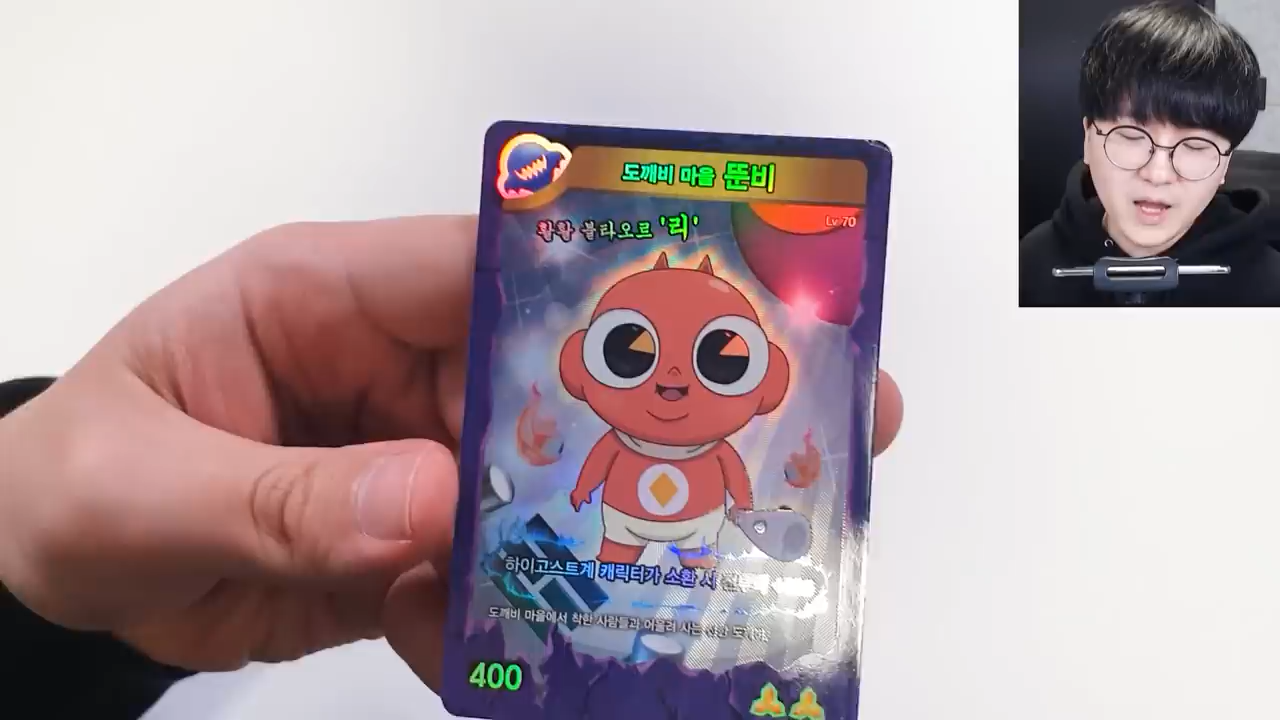 도깨비 마을 뚠비
Lv 70
활활 불타오르 '리'
하이고스트계 캐릭터가 소환 시
도깨비 마을에서 착한 사람들과 어울려 사는
400